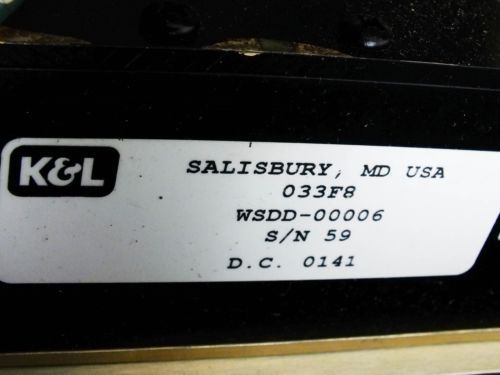 K&L
SALISBURY, MD USA
033F8
WSDD-00006
S/N 59
D.C. 0141